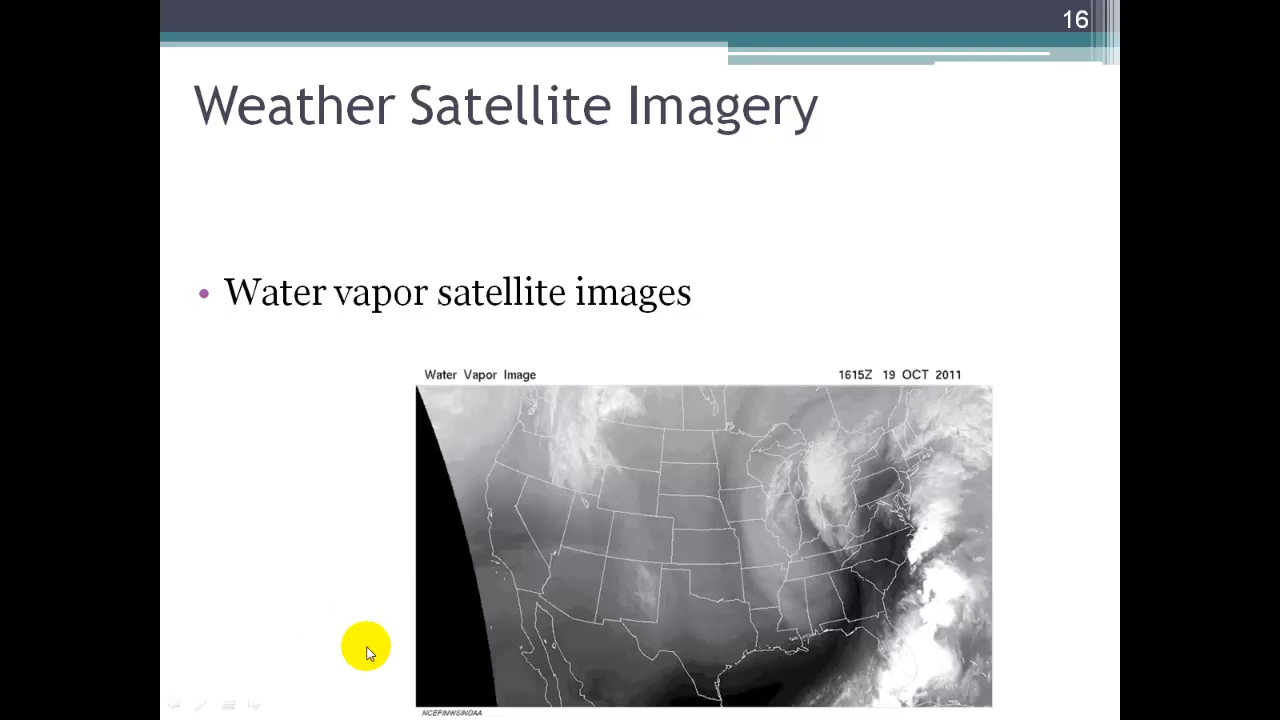 16
Weather Satellite Imagery
• Water vapor satellite images
Water Vapor Image 1615Z 19 OCT 2011
NCEP/NWS/NOAA